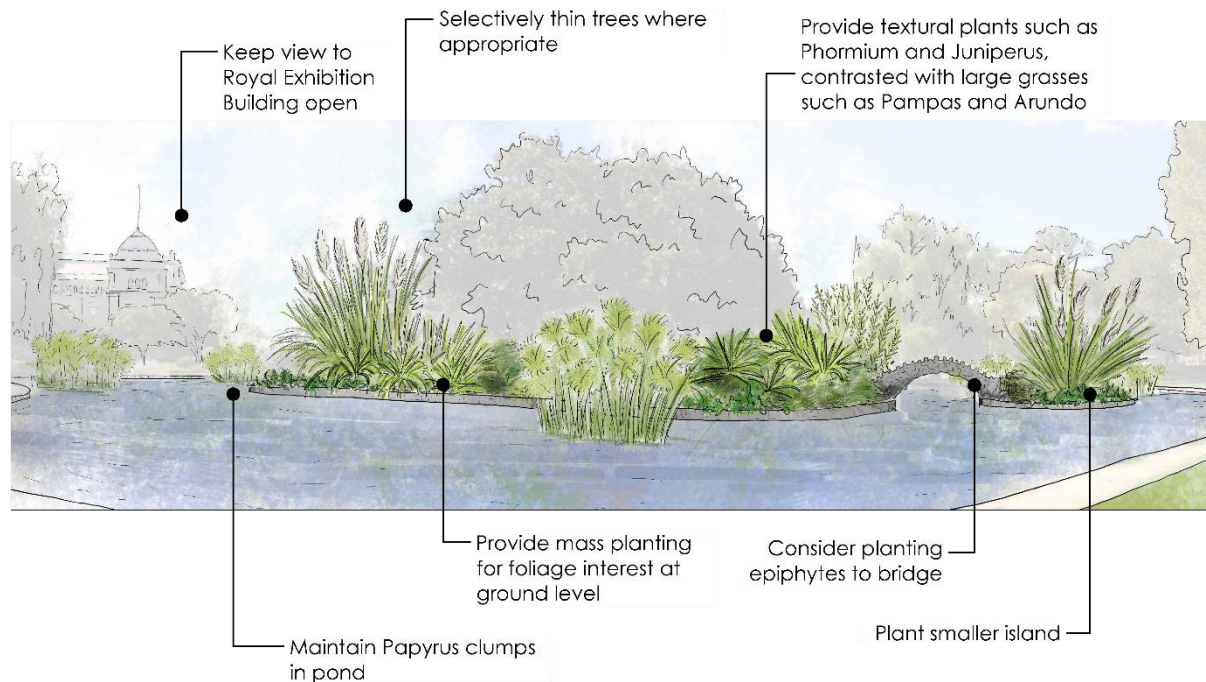 Keep view to
Royal Exhibition
Building open
Selectively thin trees where
appropriate
Provide textural plants such as
Phormium and Juniperus,
contrasted with large grasses
such as Pampas and Arundo
Provide mass planting
for foliage interest at
ground level
Consider planting
epiphytes to bridge
Maintain Papyrus clumps
in pond
Plant smaller island